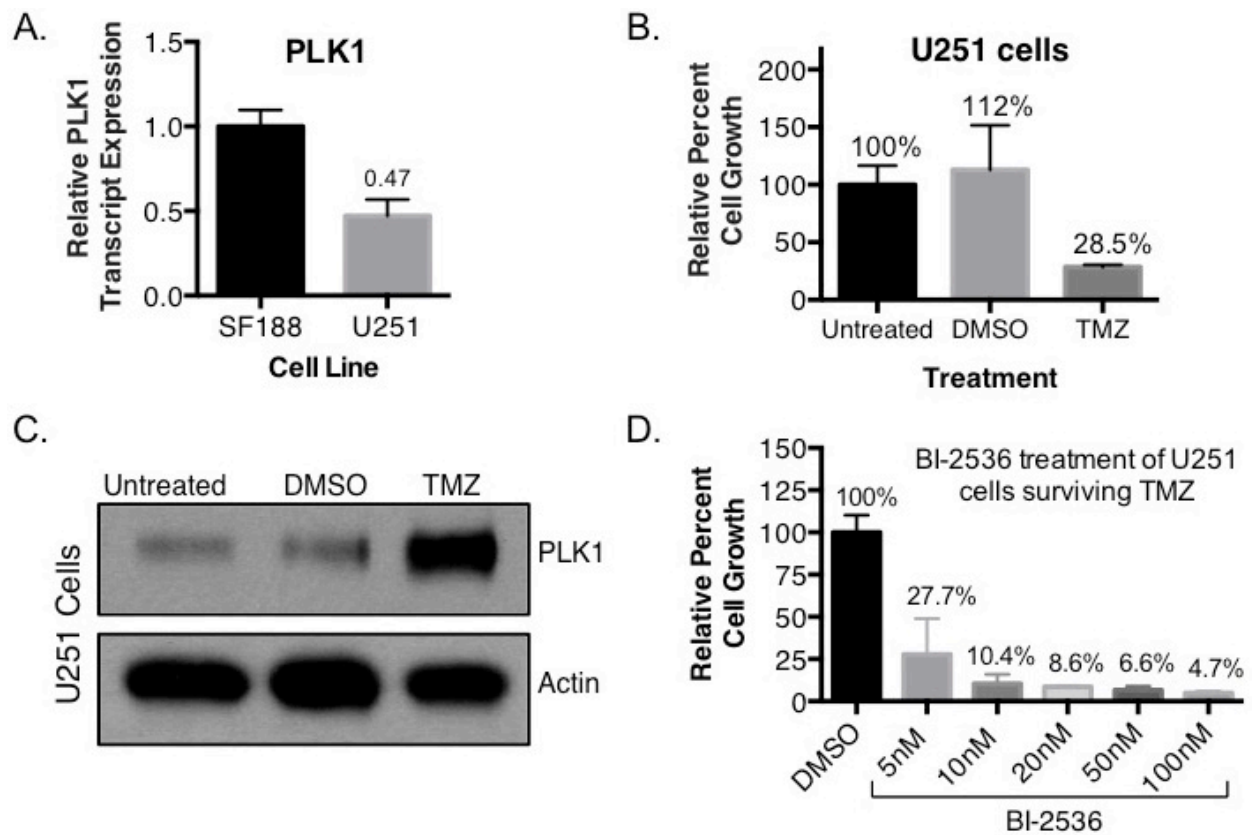 A.
PLK1
Relative PLK1
Transcript Expression
1.5
1.0
0.5
0.0
0.47
SF188
U251
Cell Line
B.
U251 cells
Relative Percent
Cell Growth
200
150
100
50
0
100%
112%
28.5%
Untreated
DMSO
TMZ
Treatment
C.
Untreated
DMSO
TMZ
U251 Cells
PLK1
Actin
D.
BI-2536 treatment of U251
cells surviving TMZ
Relative Percent
Cell Growth
150
125
100
75
50
25
0
100%
27.7%
10.4%
8.6%
6.6%
4.7%
DMSO
5nM
10nM
20nM
50nM
100nM
BI-2536